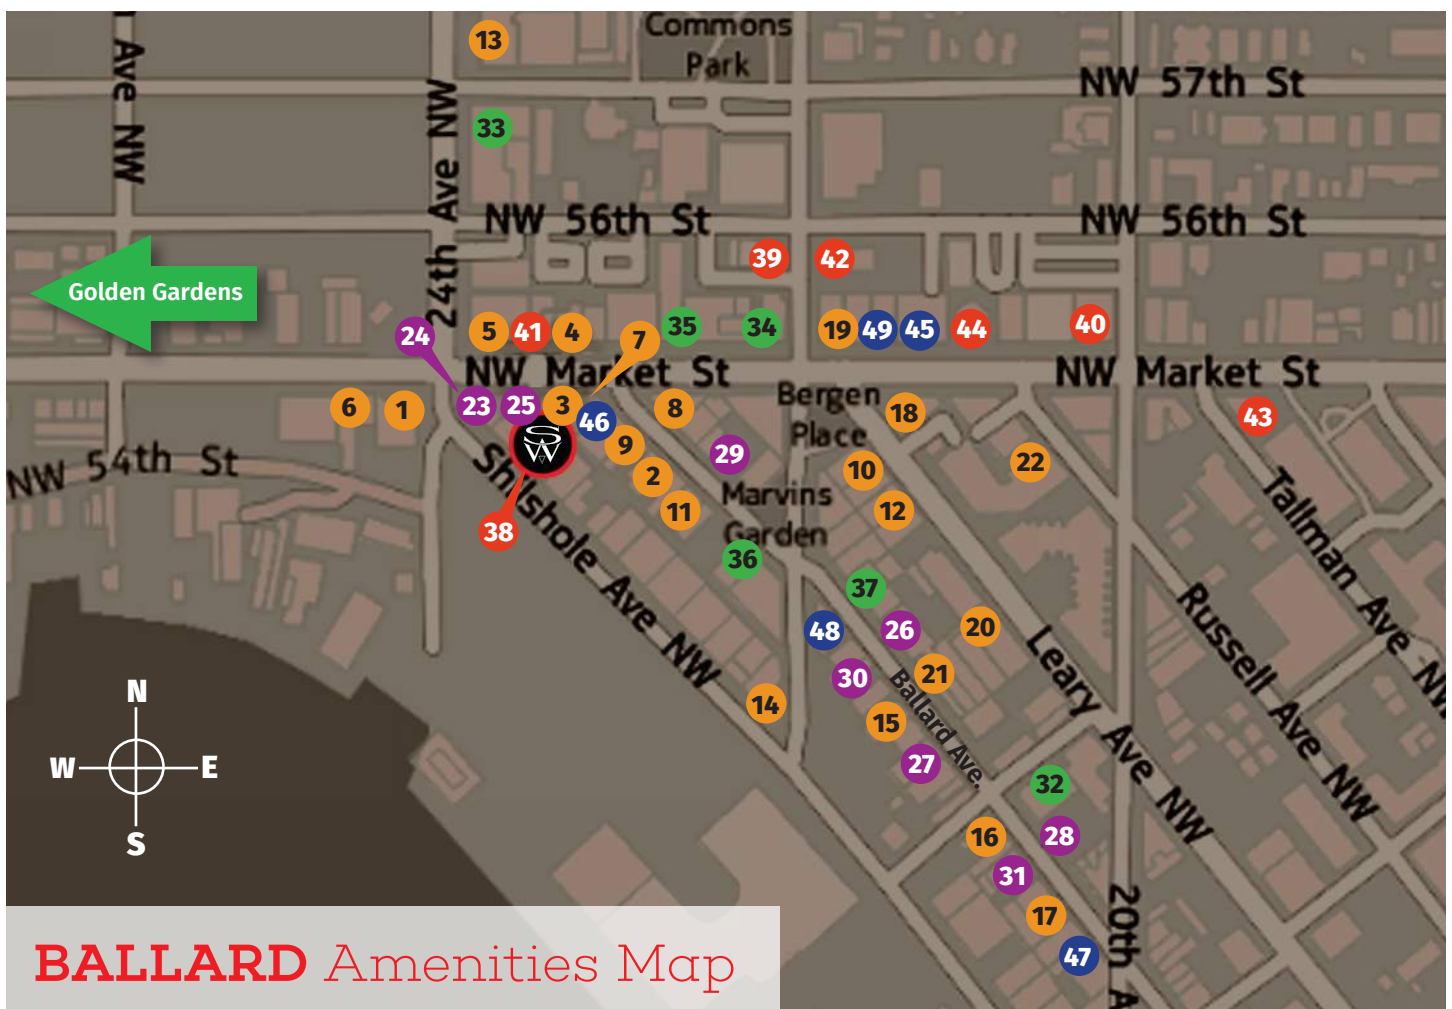 Commons
Park
13
Ave NW
NW 57th St
24th Ave NW
33
NW 56th St
NW 56th St
39
42
Golden Gardens
24
5
41
4
7
35
34
19
49
45
44
40
NW Market St
NW Market St
6
1
23
25
3
46
8
Bergen
Place
18
43
SW
9
29
NW 54th St
2
10
22
11
Marvins
Garden
12
38
Shilshole Ave NW
36
37
Tallman Ave NW
48
26
20
Russell Ave NW
30
21
Ballard Ave.
Leary Ave NW
14
15
27
N
W
E
S
32
16
28
31
17
47
20th A
BALLARD Amenities Map